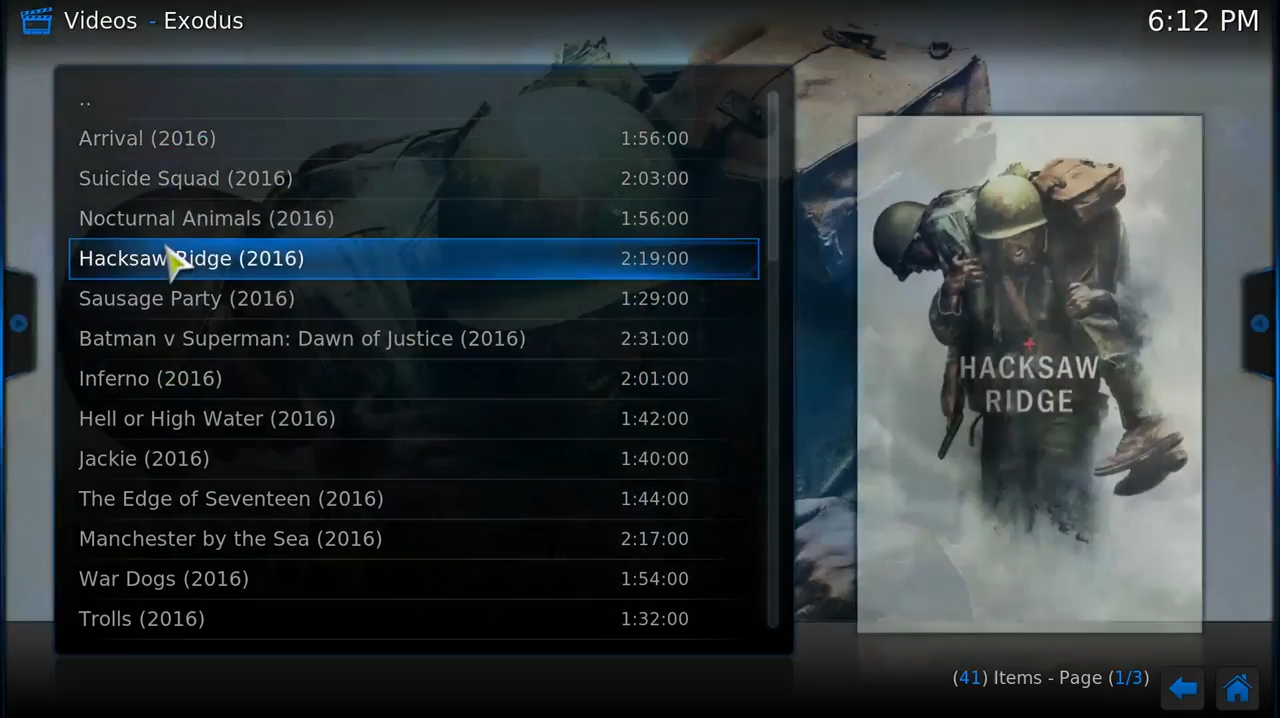 Videos - Exodus
6:12 PM
..
Arrival (2016) 1:56:00
Suicide Squad (2016) 2:03:00
Nocturnal Animals (2016) 1:56:00
Hacksaw Ridge (2016) 2:19:00
Sausage Party (2016) 1:29:00
Batman v Superman: Dawn of Justice (2016) 2:31:00
Inferno (2016) 2:01:00
Hell or High Water (2016) 1:42:00
Jackie (2016) 1:40:00
The Edge of Seventeen (2016) 1:44:00
Manchester by the Sea (2016) 2:17:00
War Dogs (2016) 1:54:00
Trolls (2016) 1:32:00
HACKSAW
RIDGE
(41) Items - Page (1/3)